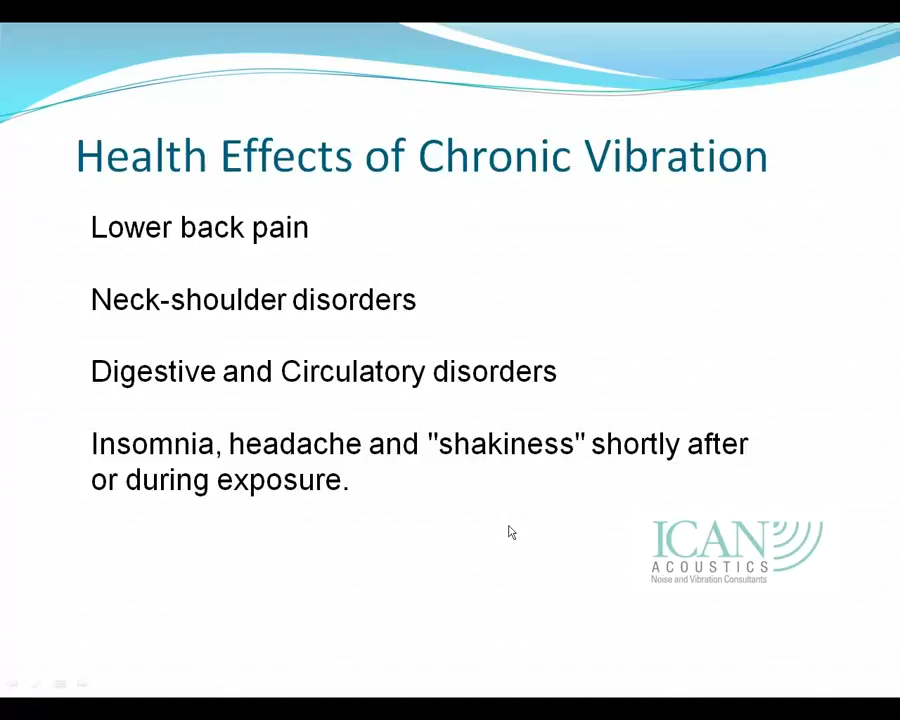 Health Effects of Chronic Vibration
Lower back pain
Neck-shoulder disorders
Digestive and Circulatory disorders
Insomnia, headache and "shakiness" shortly after
or during exposure.
ICAN
ACOUSTICS
Noise and Vibration Consultants